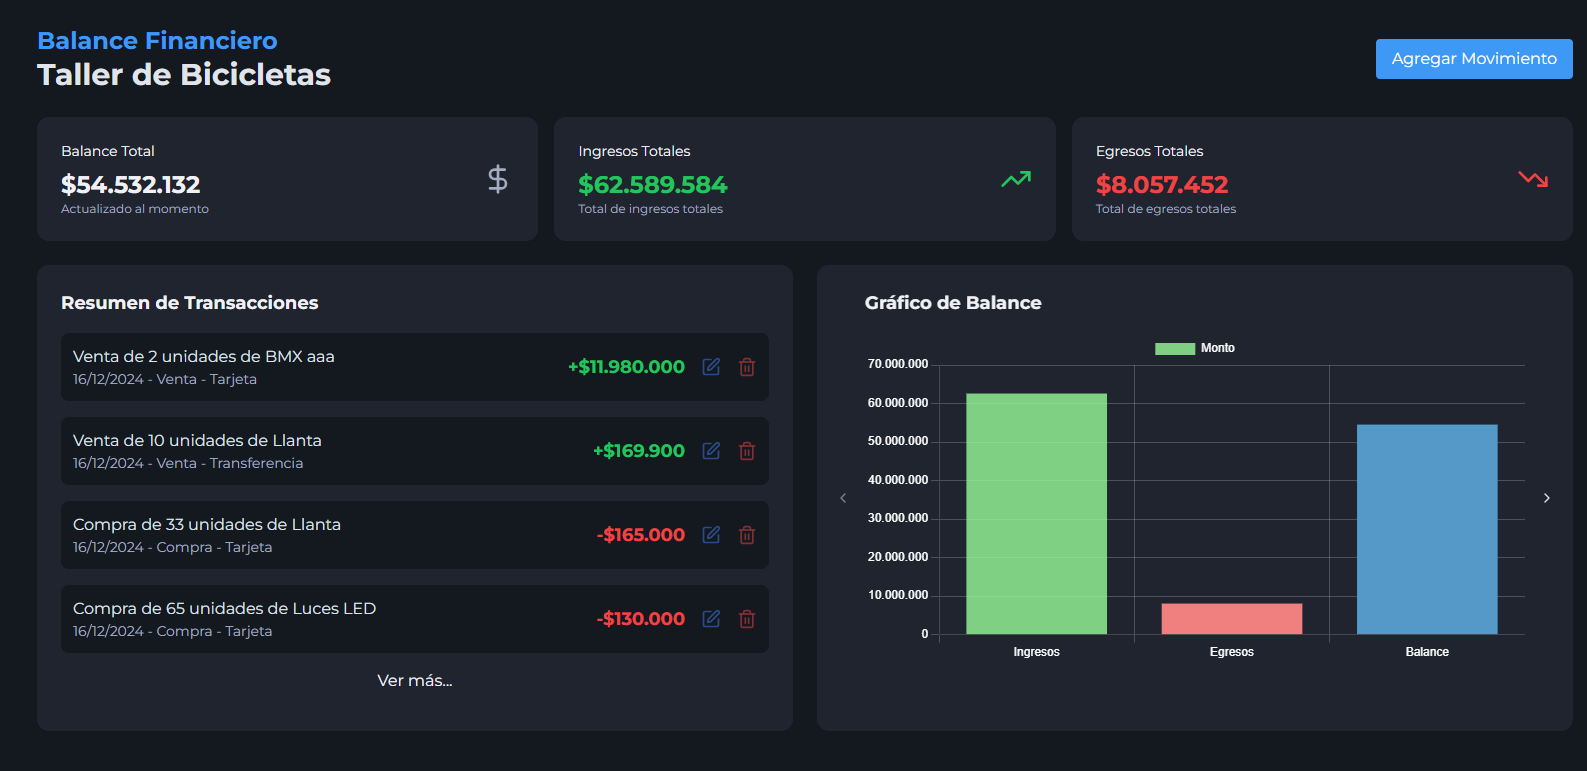 Balance Financiero
Taller de Bicicletas
Agregar Movimiento
Balance Total
$54.532.132
Actualizado al momento
$
Ingresos Totales
$62.589.584
Total de ingresos totales
Egresos Totales
$8.057.452
Total de egresos totales
Resumen de Transacciones
Venta de 2 unidades de BMX aaa
16/12/2024 - Venta - Tarjeta
+$11.980.000
Venta de 10 unidades de Llanta
16/12/2024 - Venta - Transferencia
+$169.900
Compra de 33 unidades de Llanta
16/12/2024 - Compra - Tarjeta
-$165.000
Compra de 65 unidades de Luces LED
16/12/2024 - Compra - Tarjeta
-$130.000
Ver más...
Gráfico de Balance
Monto
70.000.000
60.000.000
50.000.000
40.000.000
30.000.000
20.000.000
10.000.000
0
Ingresos
Egresos
Balance